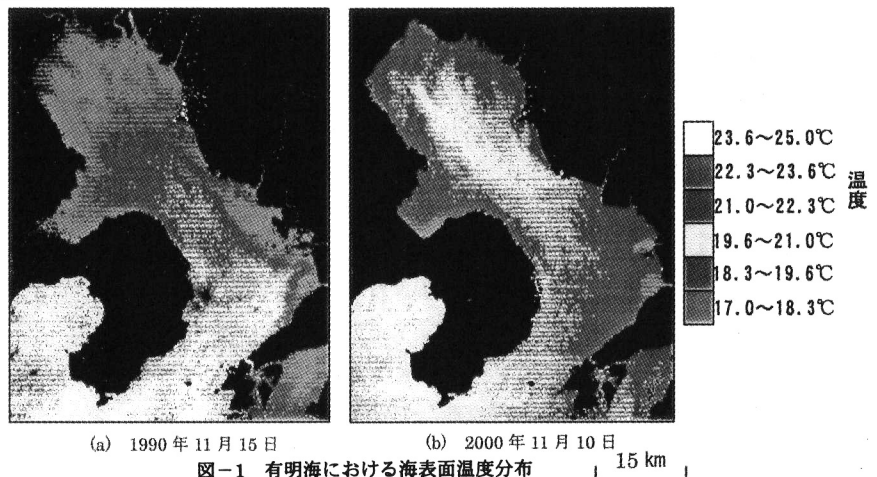 23.6～25.0℃
22.3～23.6℃
21.0～22.3℃
19.6～21.0℃
18.3～19.6℃
17.0～18.3℃
温度
(a) 1990年11月15日
(b) 2000年11月10日
図－1 有明海における海表面温度分布
15 km